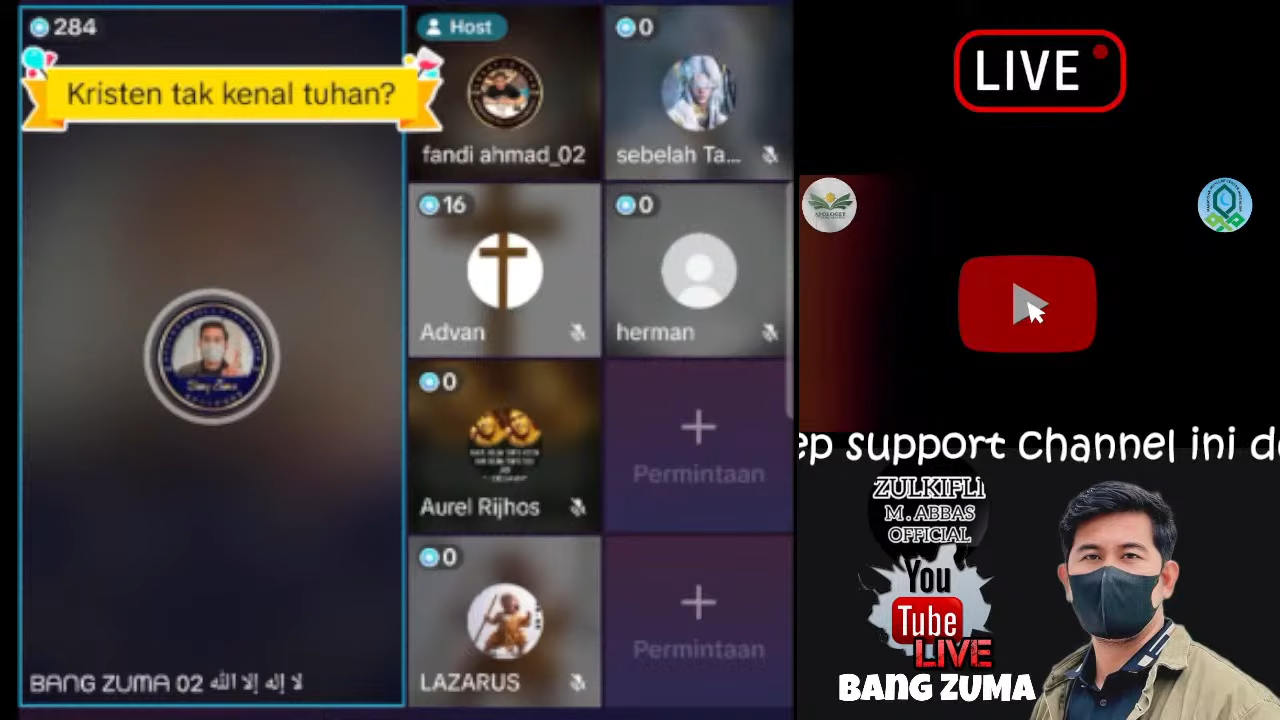 284
Kristen tak kenal tuhan?
BANG ZUMA 02 لا إله إلا الله
Host
fandi ahmad_02
0
sebelah Ta...
16
Advan
0
herman
0
Aurel Rijhos
Permintaan
0
LAZARUS
Permintaan
LIVE
ep support channel ini d
ZULKIFLI
M. ABBAS
OFFICIAL
You
Tube
LIVE
BANG ZUMA